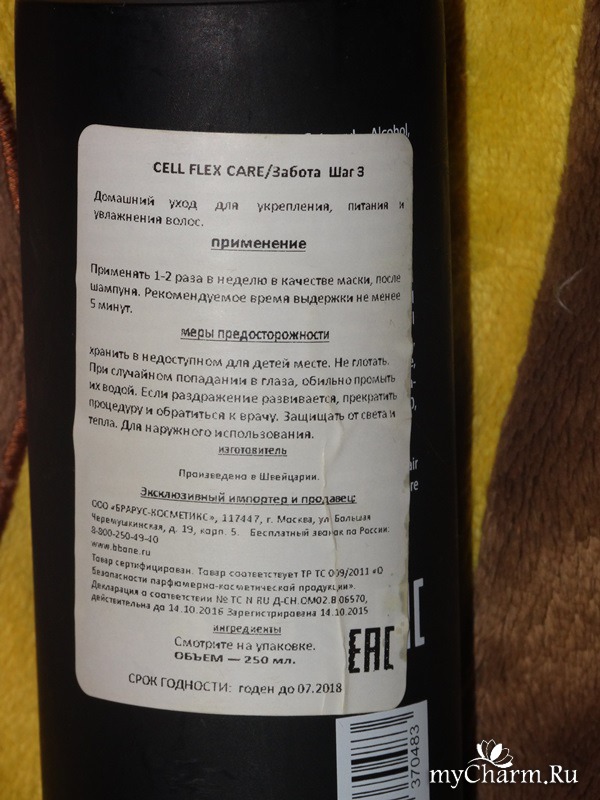 Alcohol,
CELL FLEX CARE/Забота Шаг 3
Домашний уход для укрепления, питания и
увлажнения волос.
применение
Применять 1-2 раза в неделю в качестве маски, после
шампуня. Рекомендуемое время выдержки не менее
5 минут.
меры предосторожности
хранить в недоступном для детей месте. Не глотать.
При случайном попадании в глаза, обильно промыть
их водой. Если раздражение развивается, прекратить
процедуру и обратиться к врачу. Защищать от света и
тепла. Для наружного использования.
изготовитель
Произведено в Швейцарии.
Эксклюзивный импортер и продавец:
ООО «БРАРУС-КОСМЕТИКС», 117447, г. Москва, ул. Большая
Черемушкинская, д. 19, корп. 5. Бесплатный звонок по России:
8-800-250-49-40
www.bbone.ru
Товар сертифицирован. Товар соответствует ТР ТС 009/2011 «О
безопасности парфюмерно-косметической продукции».
Декларация о соответствии № ТС N RU Д-CH.OM02.B.06570,
действительна до 14.10.2016 Зарегистрирована 14.10.2015
ингредиенты
Смотрите на упаковке.
ОБЪЕМ — 250 мл.
EAC
СРОК ГОДНОСТИ: годен до 07.2018
370483
myCharm.Ru